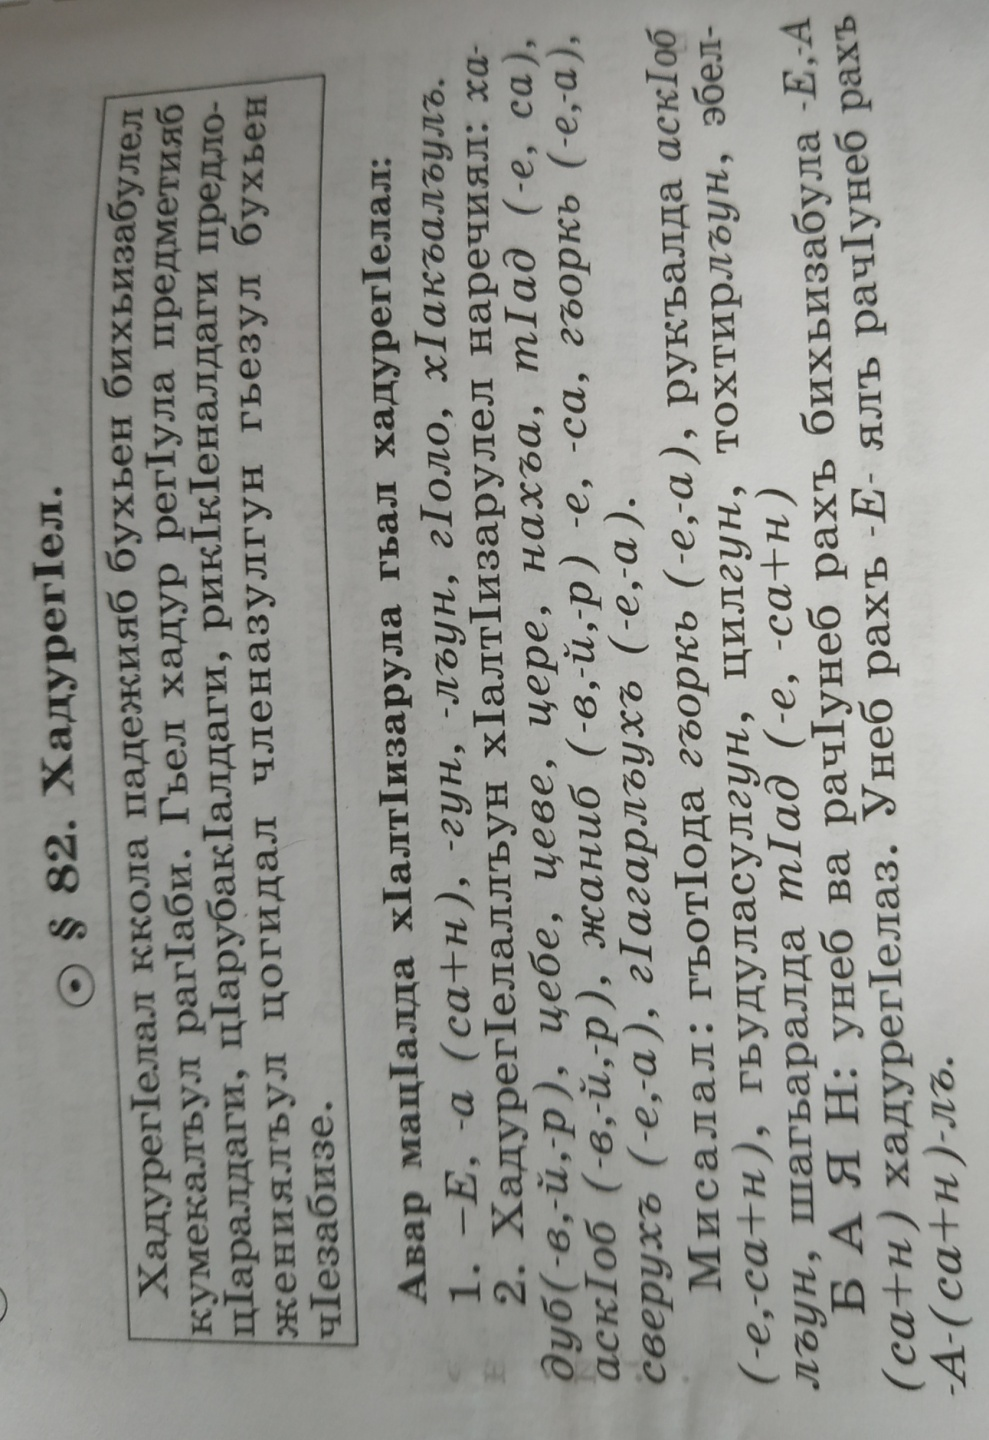 § 82. ХадурегӀел.
ХадурегӀелал ккола падежияб бухьен бихьизабулел
кумекалъул рагӀаби. Гьел хадур регӀула предметияб
цӀаралдаги, цӀарубакӀалдаги, рикӀкӀеналдаги предло-
жениялъул цогидал членазулгун гьезул бухьен
чӀезабизе.
Авар мацӀалда хӀалтӀизарула гьал хадурегӀелал:
1. –Е, -а (са+н), -гун, -лъун, гӀоло, хӀакъалъулъ.
2. ХадурегӀелаллъун хӀалтӀизарулел наречиял: ха-
дуб(-в,-й,-р), цебе, цеве, цере, нахъа, тӀад (-е, са),
аскӀоб (-в,-й,-р), жаниб (-в,-й,-р) -е, -са, гъоркь (-е,-а),
сверухъ (-е,-а), гӀагарлъухъ (-е,-а).
Мисалал: гъотӀода гъоркь (-е,-а), рукъалда аскӀоб
(-е,-са+н), гьудуласулгун, цилгун, тохтирлъун, эбел-
лъун, шагьаралда тӀад (-е, -са+н)
Б А Я Н: унеб ва рачӀунеб рахъ бихьизабула -Е,-А
(са+н) хадурегӀелаз. Унеб рахъ -Е- ялъ рачӀунеб рахъ
-А-(са+н)-лъ.